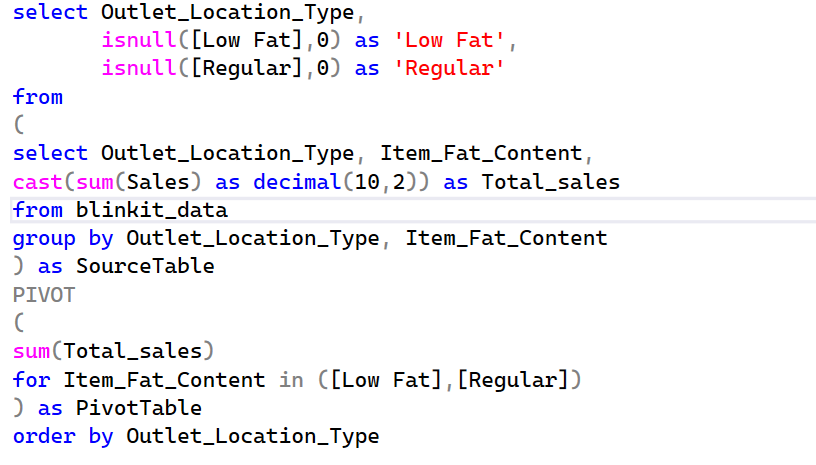 select Outlet_Location_Type,
isnull([Low Fat],0) as 'Low Fat',
isnull([Regular],0) as 'Regular'
from
(
select Outlet_Location_Type, Item_Fat_Content,
cast(sum(Sales) as decimal(10,2)) as Total_sales
from blinkit_data
group by Outlet_Location_Type, Item_Fat_Content
) as SourceTable
PIVOT
(
sum(Total_sales)
for Item_Fat_Content in ([Low Fat],[Regular])
) as PivotTable
order by Outlet_Location_Type